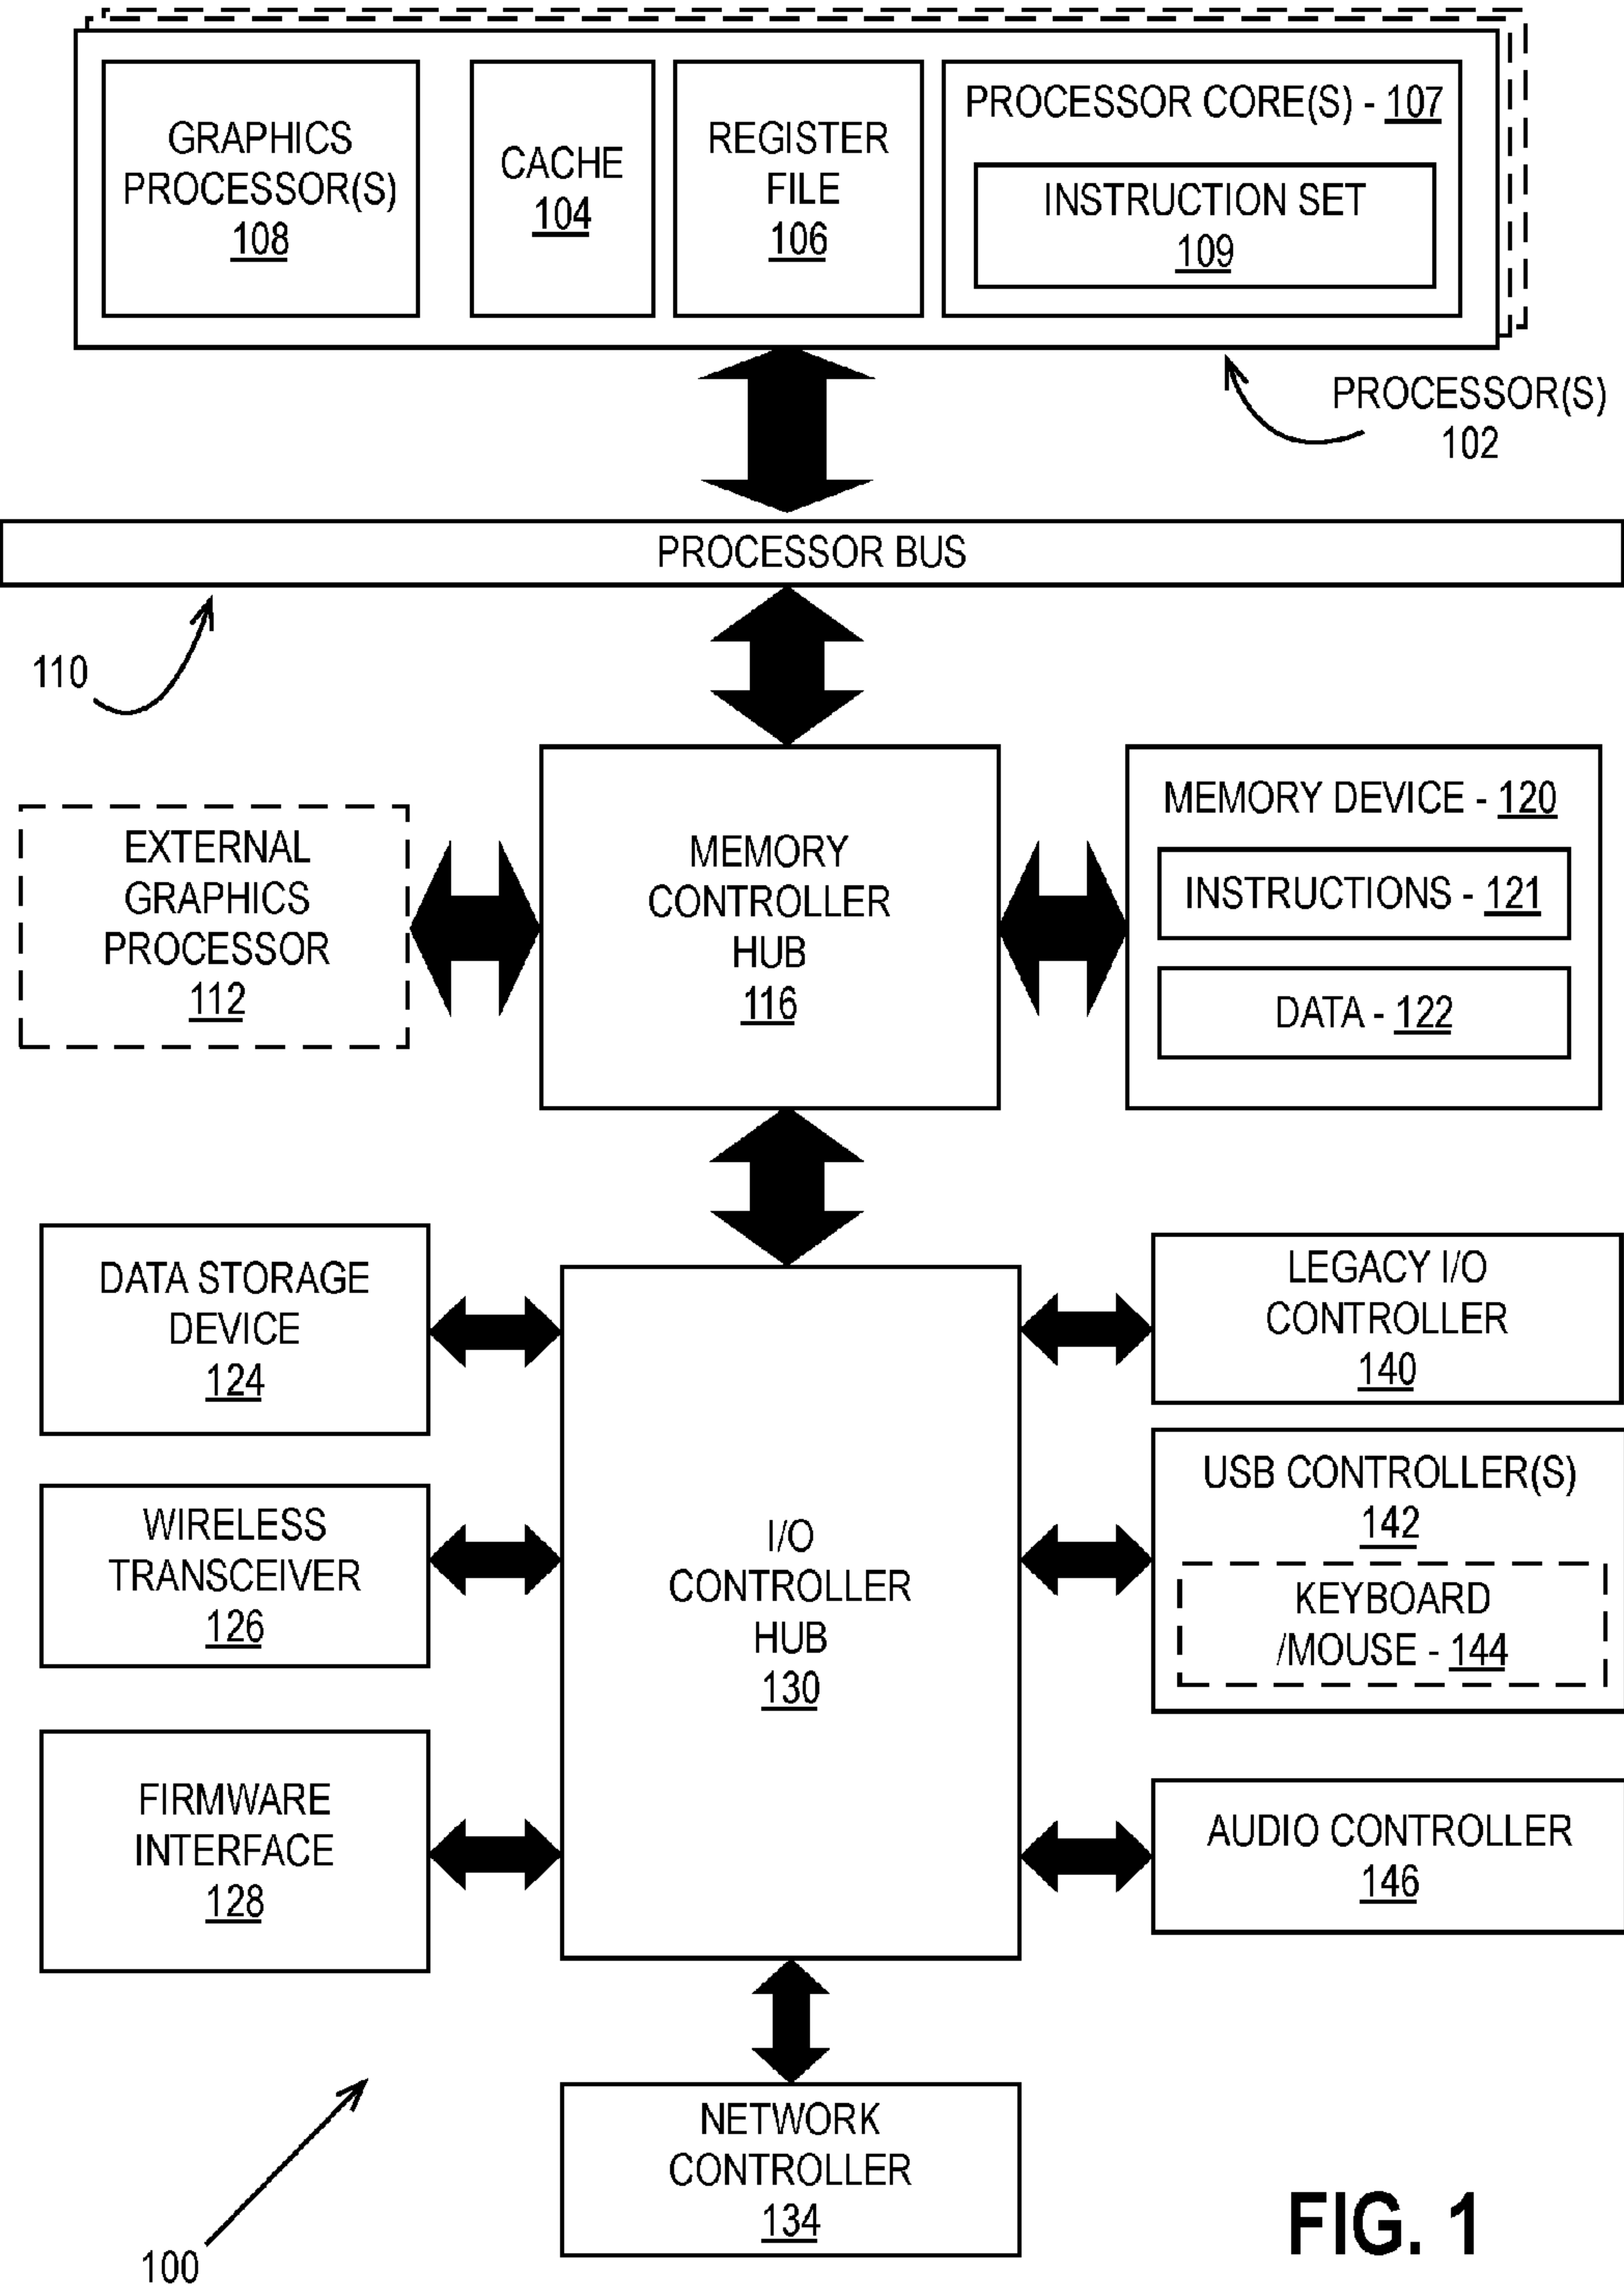 GRAPHICS
PROCESSOR(S)
108
CACHE
104
REGISTER
FILE
106
PROCESSOR CORE(S) - 107
INSTRUCTION SET
109
PROCESSOR(S)
102
PROCESSOR BUS
110
EXTERNAL
GRAPHICS
PROCESSOR
112
MEMORY
CONTROLLER
HUB
116
MEMORY DEVICE - 120
INSTRUCTIONS - 121
DATA - 122
DATA STORAGE
DEVICE
124
WIRELESS
TRANSCEIVER
126
FIRMWARE
INTERFACE
128
I/O
CONTROLLER
HUB
130
LEGACY I/O
CONTROLLER
140
USB CONTROLLER(S)
142
KEYBOARD
/MOUSE - 144
AUDIO CONTROLLER
146
NETWORK
CONTROLLER
134
100
FIG. 1